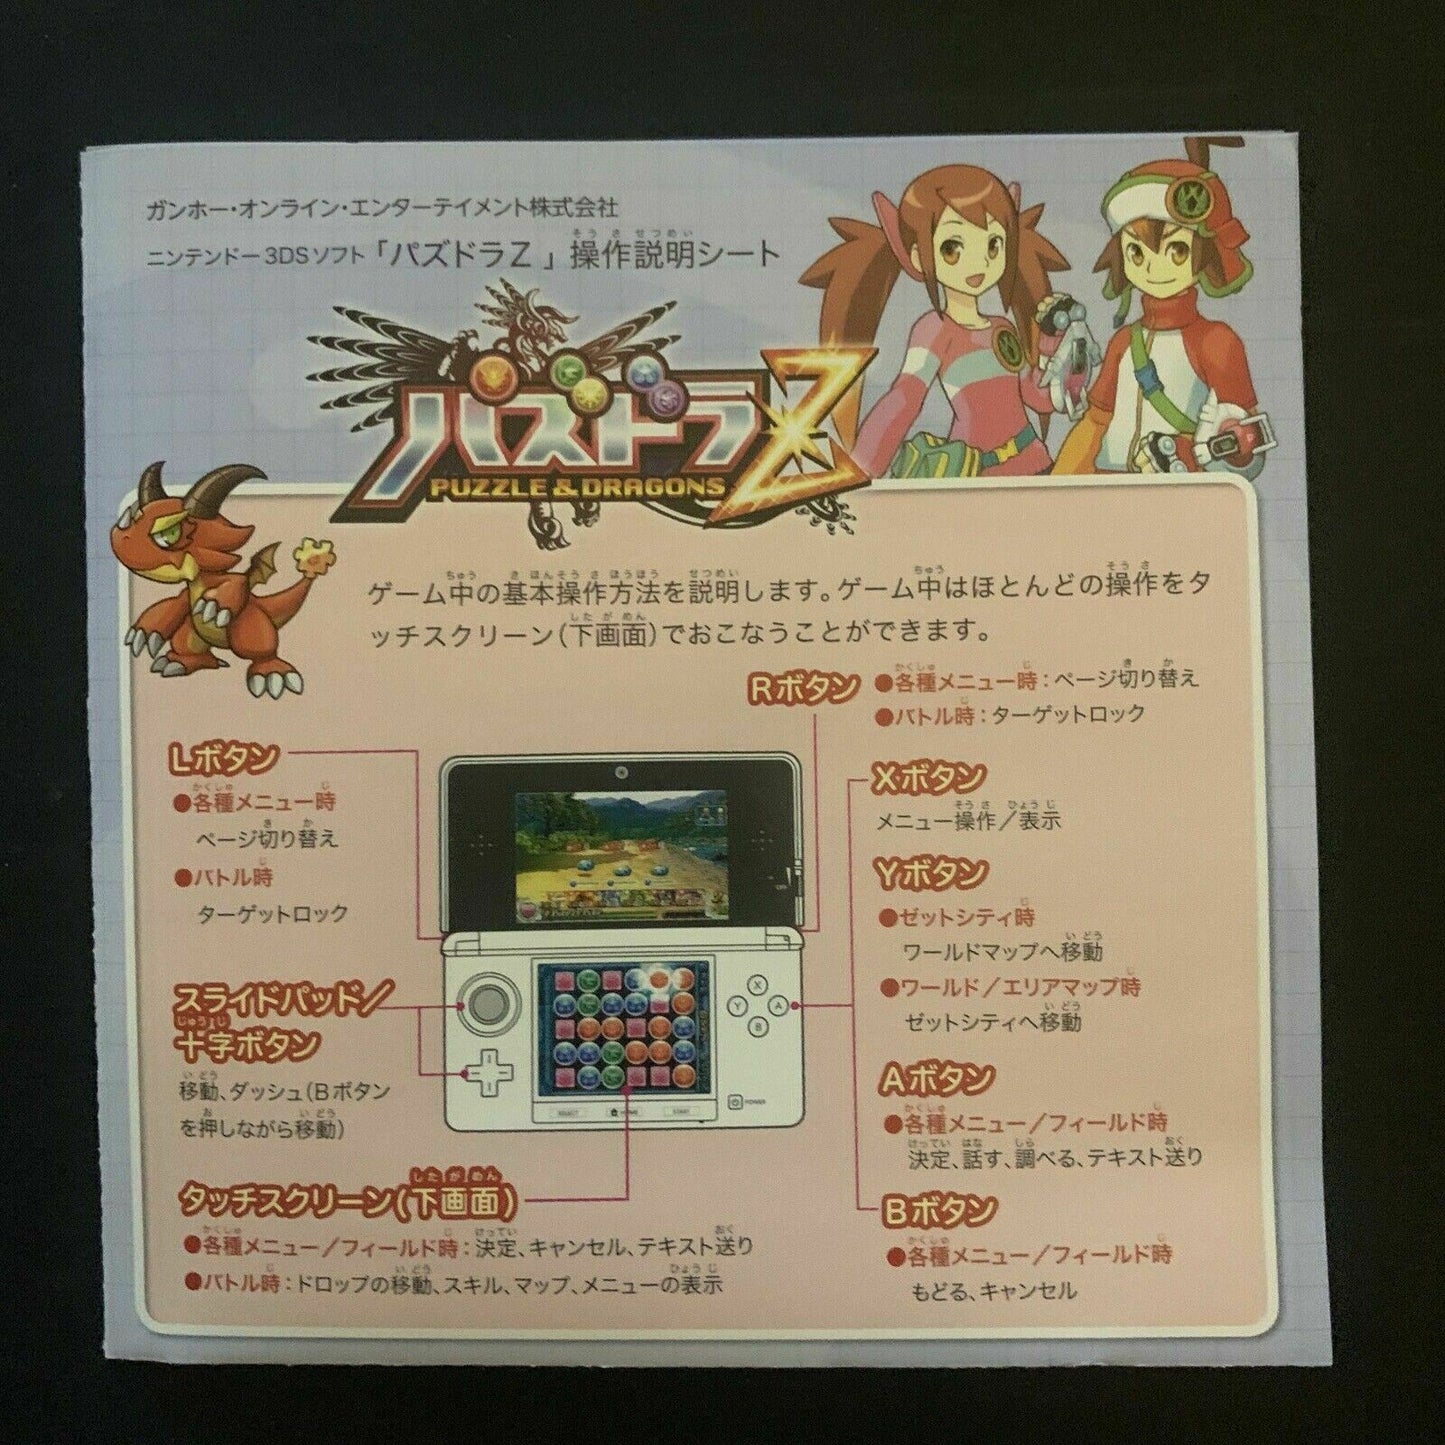 ガンホー・オンライン・エンターテイメント株式会社
ニンテンドー3DSソフト「パズドラZ」操作説明シート
パズドラZ
PUZZLE & DRAGONS
ゲーム中の基本操作方法を説明します。ゲーム中はほとんどの操作をタ
ッチスクリーン(下画面)でおこなうことができます。
Rボタン
●各種メニュー時：ページ切り替え
●バトル時：ターゲットロック
Lボタン
●各種メニュー時
ページ切り替え
●バトル時
ターゲットロック
スライドパッド／
十字ボタン
移動、ダッシュ(Bボタン
を押しながら移動)
タッチスクリーン(下画面)
●各種メニュー／フィールド時：決定、キャンセル、テキスト送り
●バトル時：ドロップの移動、スキル、マップ、メニューの表示
Xボタン
メニュー操作／表示
Yボタン
●ゼットシティ時
ワールドマップへ移動
●ワールド／エリアマップ時
ゼットシティへ移動
Aボタン
●各種メニュー／フィールド時
決定、話す、調べる、テキスト送り
Bボタン
●各種メニュー／フィールド時
もどる、キャンセル
X
Y
A
B
SELECT
HOME
START
POWER